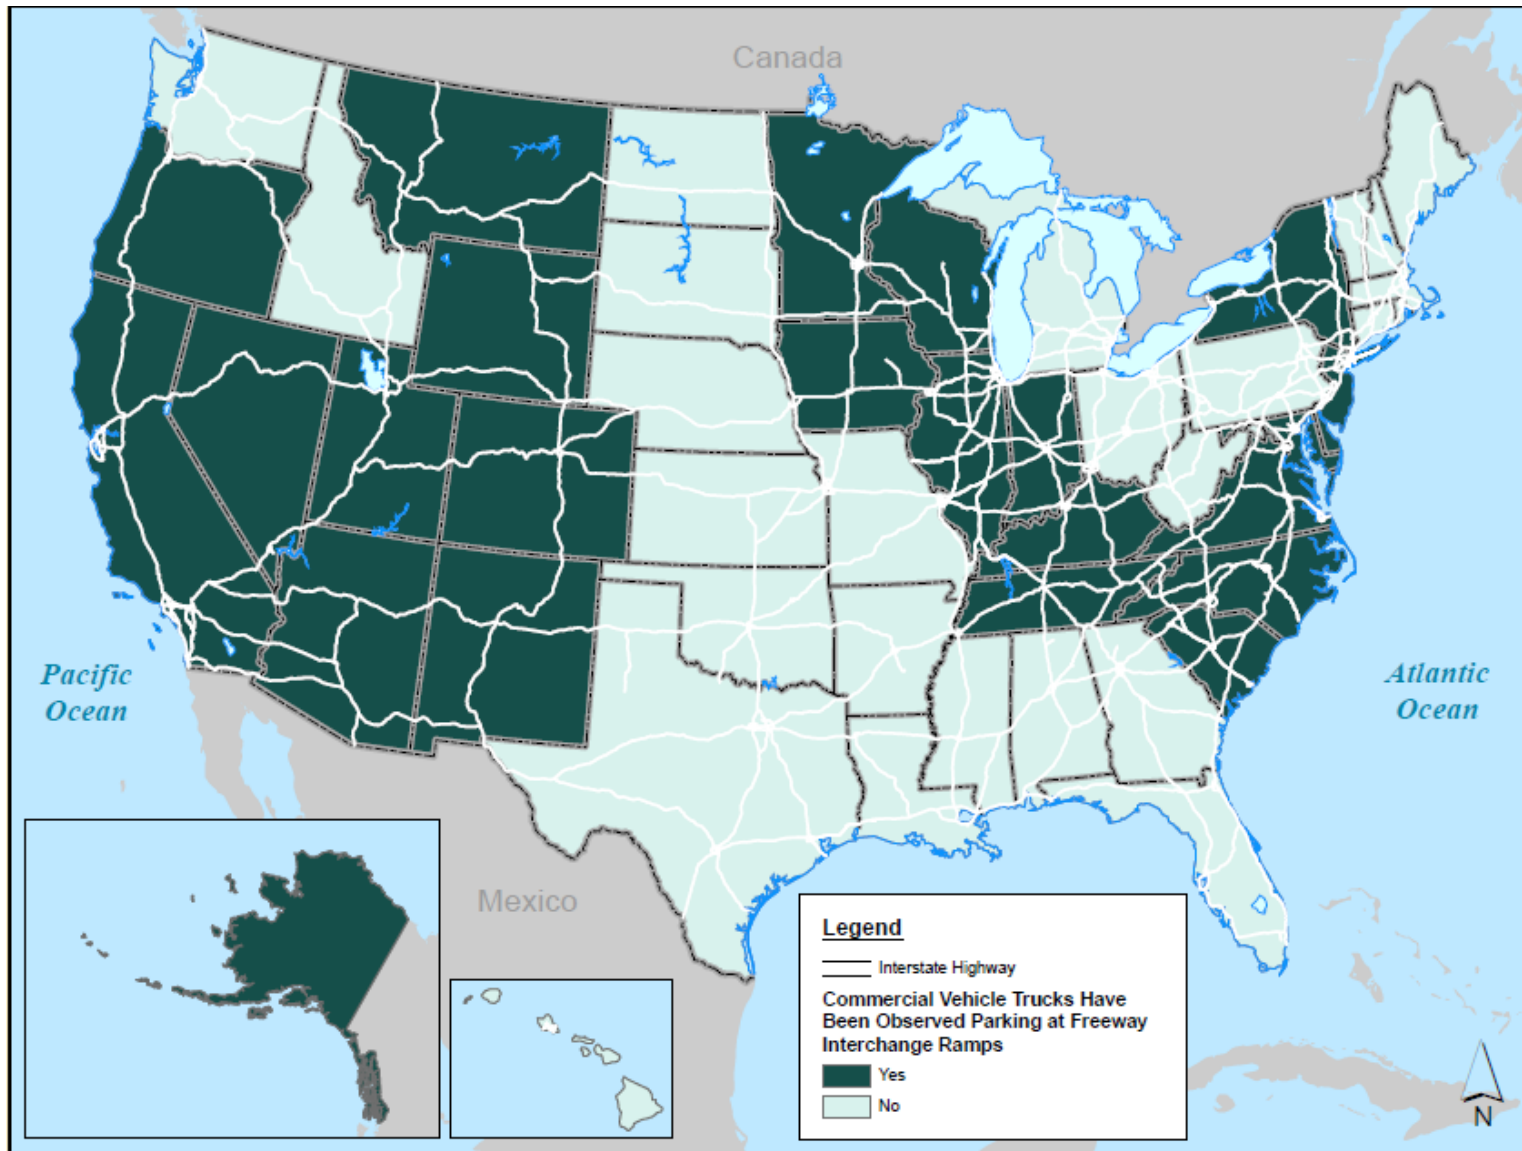 Canada
Pacific
Ocean
Atlantic
Ocean
Mexico
Legend
Interstate Highway
Commercial Vehicle Trucks Have
Been Observed Parking at Freeway
Interchange Ramps
Yes
No
N